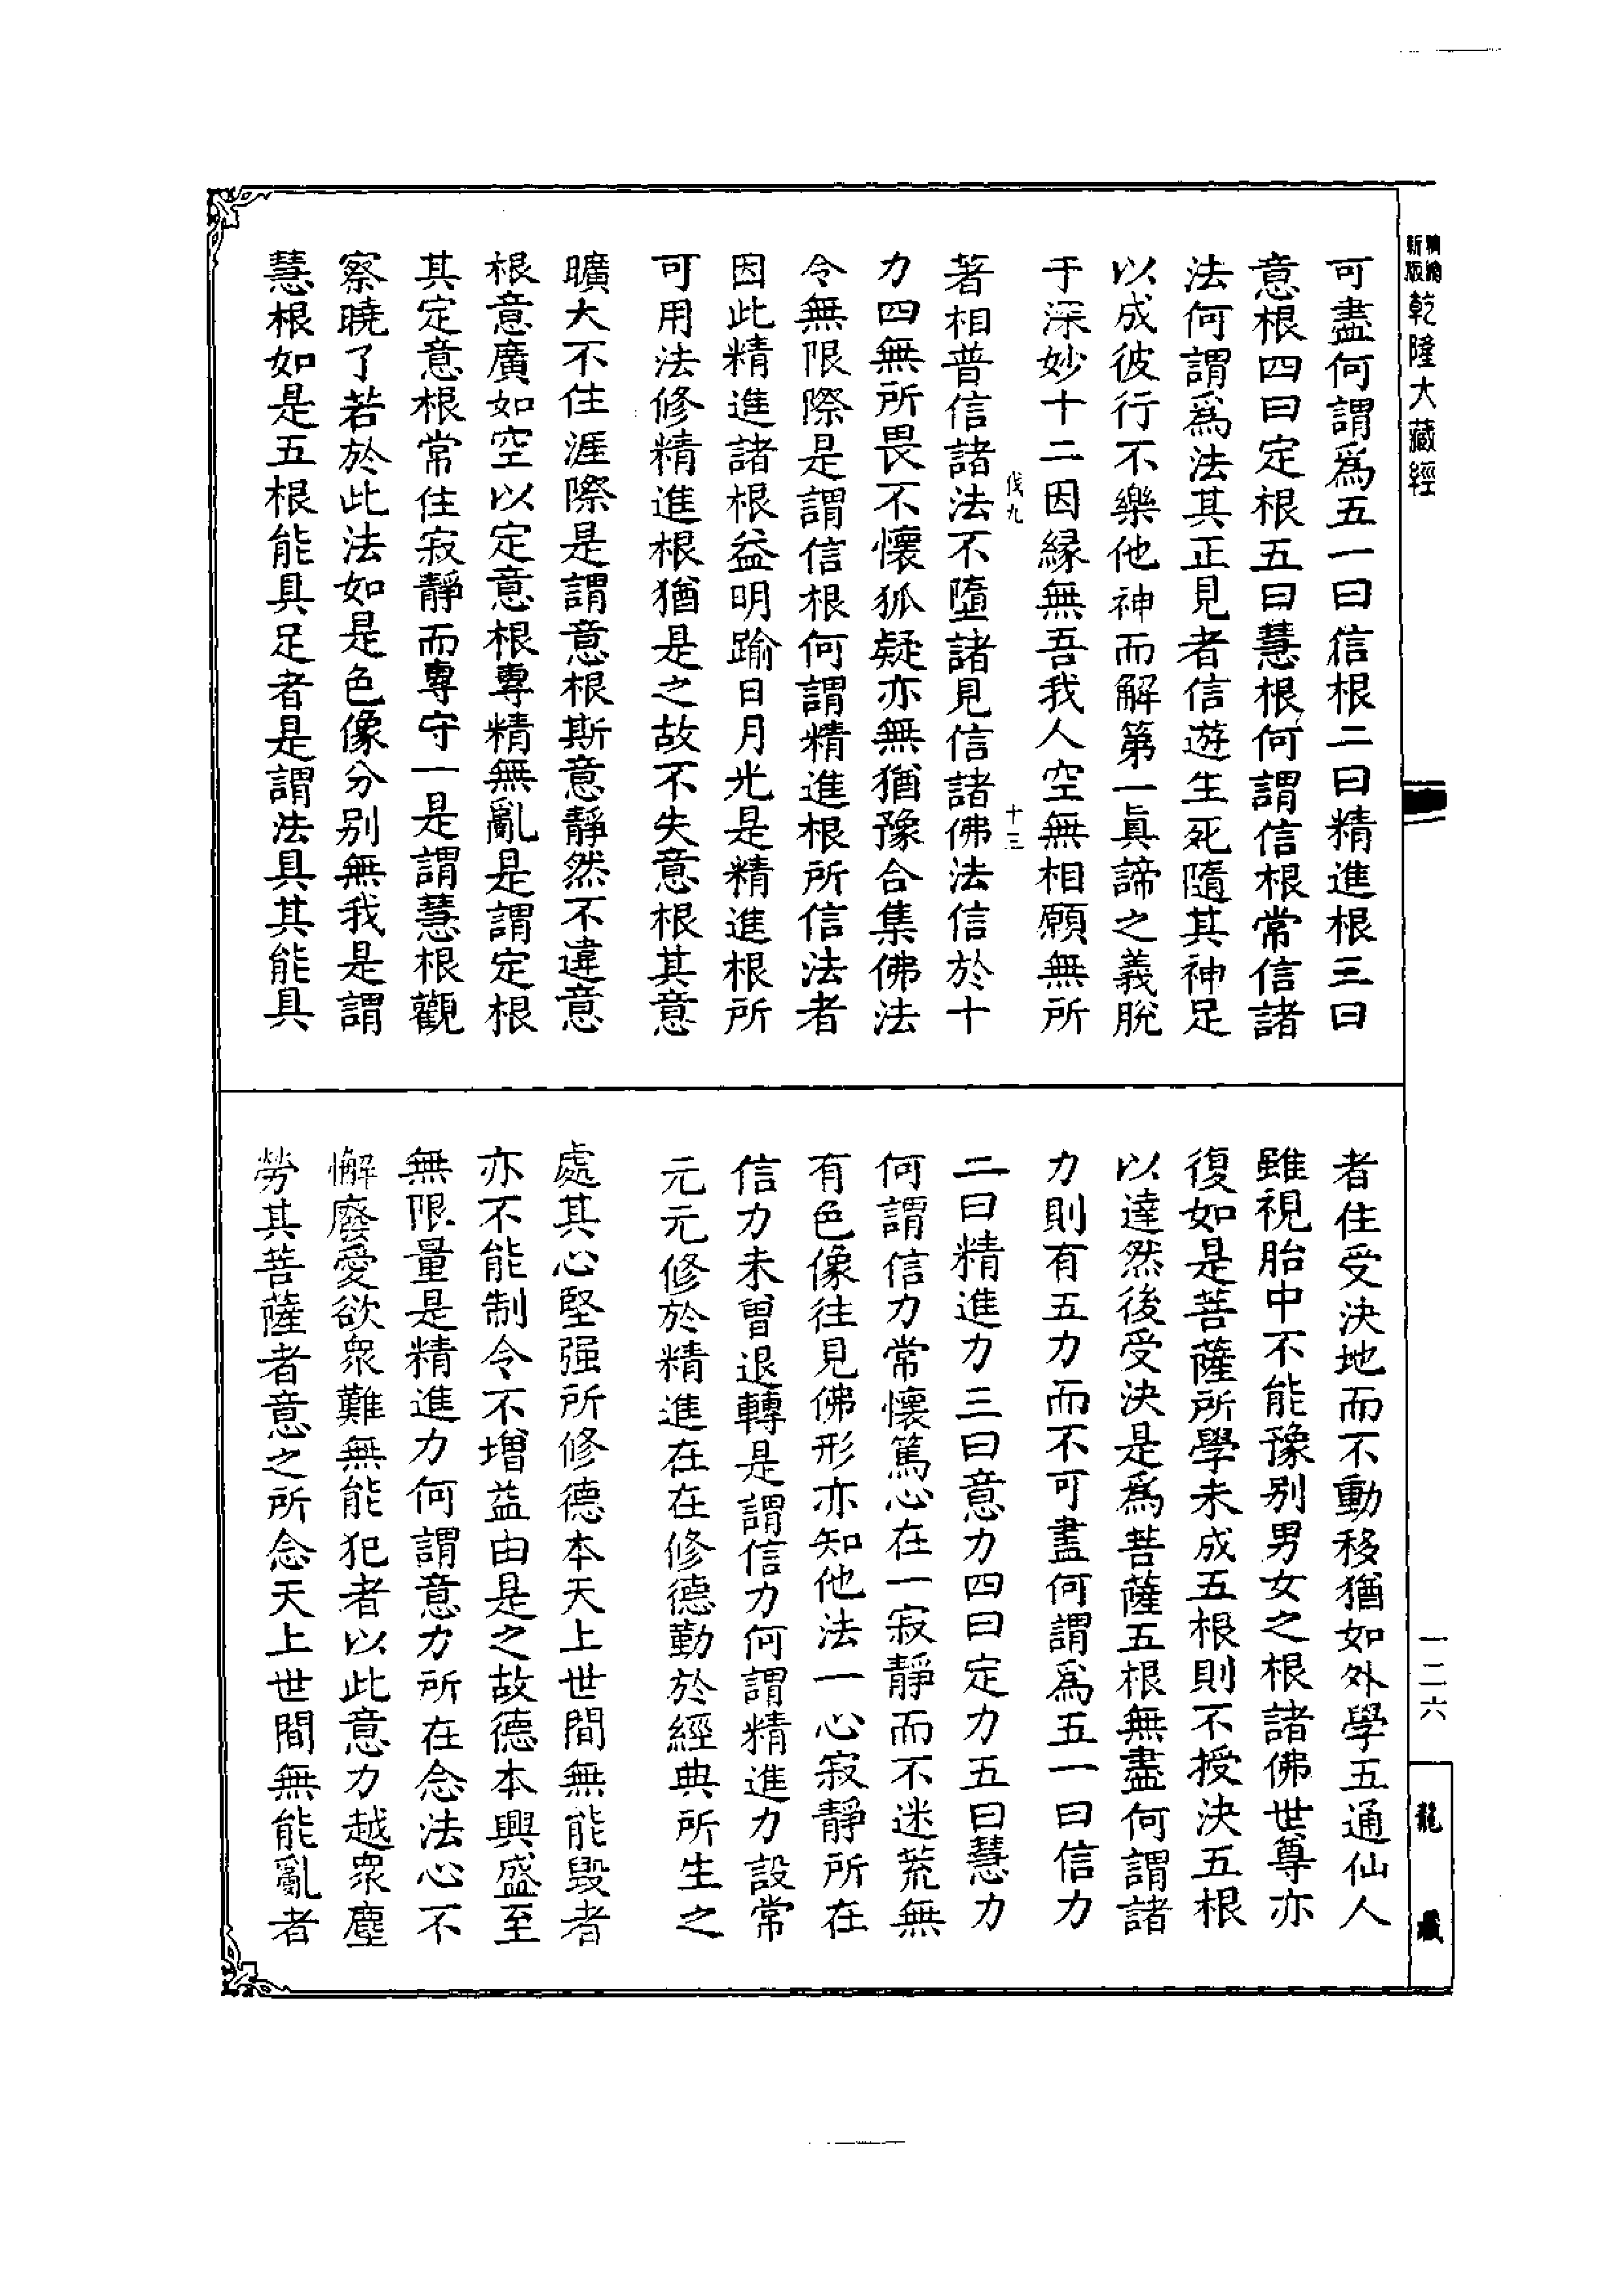 新版精縮乾隆大藏經
可盡何謂爲五一曰信根二曰精進根三曰
意根四曰定根五曰慧根何謂信根常信諸
法何謂爲法其正見者信遊生死隨其神足
以成彼行不樂他神而解第一眞諦之義脫
于深妙十二因緣無吾我人空無相願無所
伐九
十三
著相普信諸法不墮諸見信諸佛法信於十
力四無所畏不懷狐疑亦無猶豫合集佛法
令無限際是謂信根何謂精進根所信法者
因此精進諸根益明踰日月光是精進根所
可用法修精進根猶是之故不失意根其意
曠大不住涯際是謂意根斯意靜然不違意
根意廣如空以定意根專精無亂是謂定根
其定意根常住寂靜而專守一是謂慧根觀
察曉了若於此法如是色像分別無我是謂
慧根如是五根能具足者是謂法具其能具
者住受決地而不動移猶如外學五通仙人
雖視胎中不能豫别男女之根諸佛世尊亦
復如是菩薩所學未成五根則不授決五根
以達然後受決是爲菩薩五根無盡何謂諸
力則有五力而不可盡何謂爲五一曰信力
二曰精進力三曰意力四曰定力五曰慧力
何謂信力常懷篤心在一寂靜而不迷荒無
有色像往見佛形亦知他法一心寂靜所在
信力未曾退轉是謂信力何謂精進力設常
元元修於精進在在修德勤於經典所生之
處其心堅强所修德本天上世間無能毀者
亦不能制令不增益由是之故德本興盛至
無限量是精進力何謂意力所在念法心不
懈廢愛欲衆難無能犯者以此意力越衆塵
勞其菩薩者意之所念天上世間無能亂者
一二六
龍藏